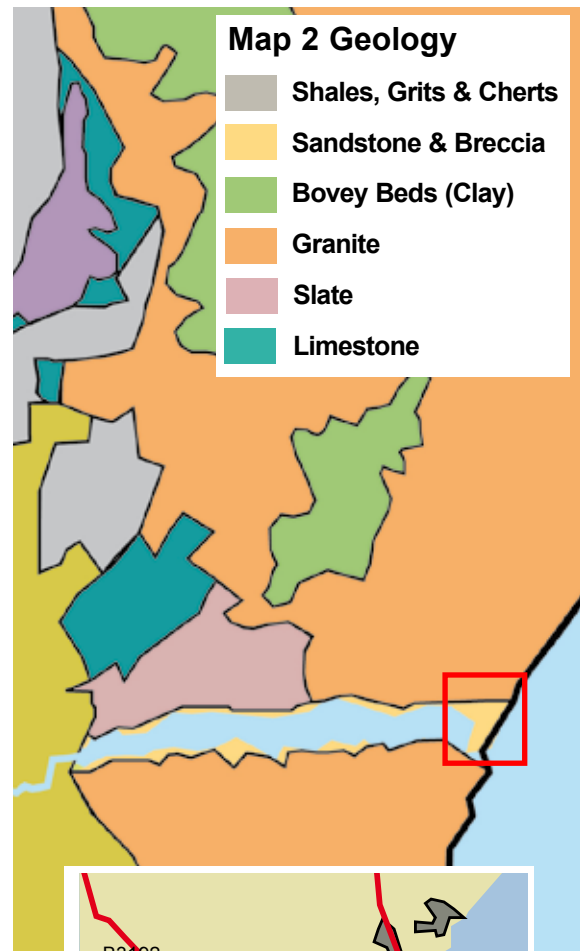 Map 2 Geology
Shales, Grits & Cherts
Sandstone & Breccia
Bovey Beds (Clay)
Granite
Slate
Limestone